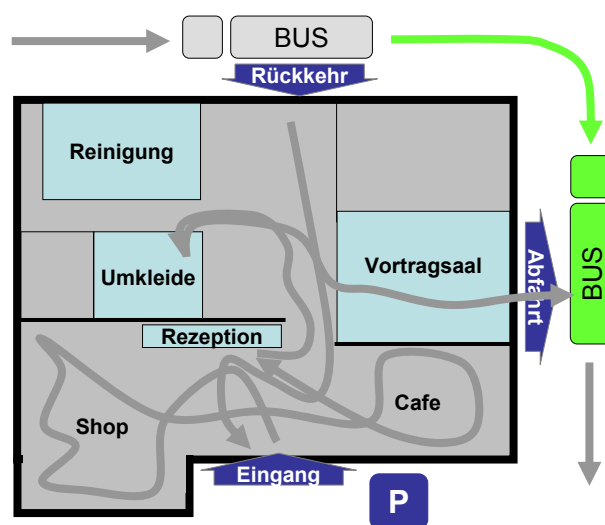 BUS
Rückkehr
Reinigung
Umkleide
Vortragsaal
Abfahrt
BUS
Rezeption
Shop
Cafe
Eingang
P